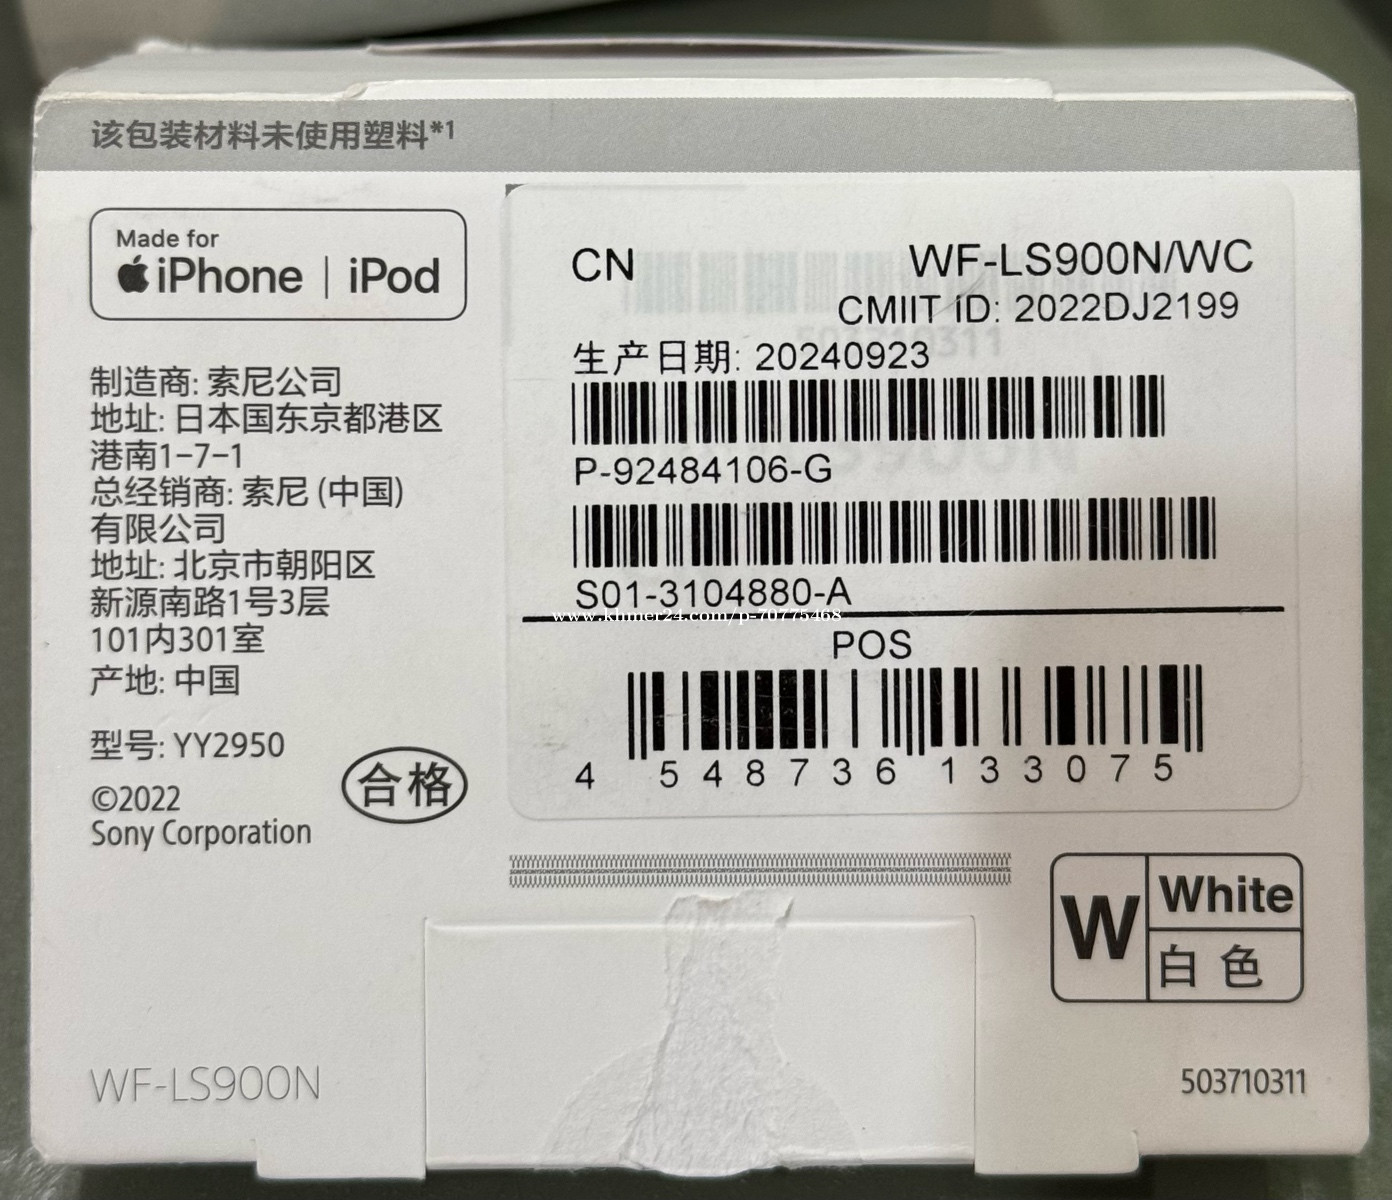 该包装材料未使用塑料*1
Made for
iPhone | iPod
制造商: 索尼公司
地址: 日本国东京都港区
港南1-7-1
总经销商: 索尼 (中国)
有限公司
地址: 北京市朝阳区
新源南路1号3层
101内301室
产地: 中国
型号: YY2950
©2022
Sony Corporation
合格
CN WF-LS900N/WC
CMIIT ID: 2022DJ2199
生产日期: 20240923
P-92484106-G
S01-3104880-A
www.khmer24.com/p-70775468
POS
4 548736 133075
W
White
白色
WF-LS900N
503710311